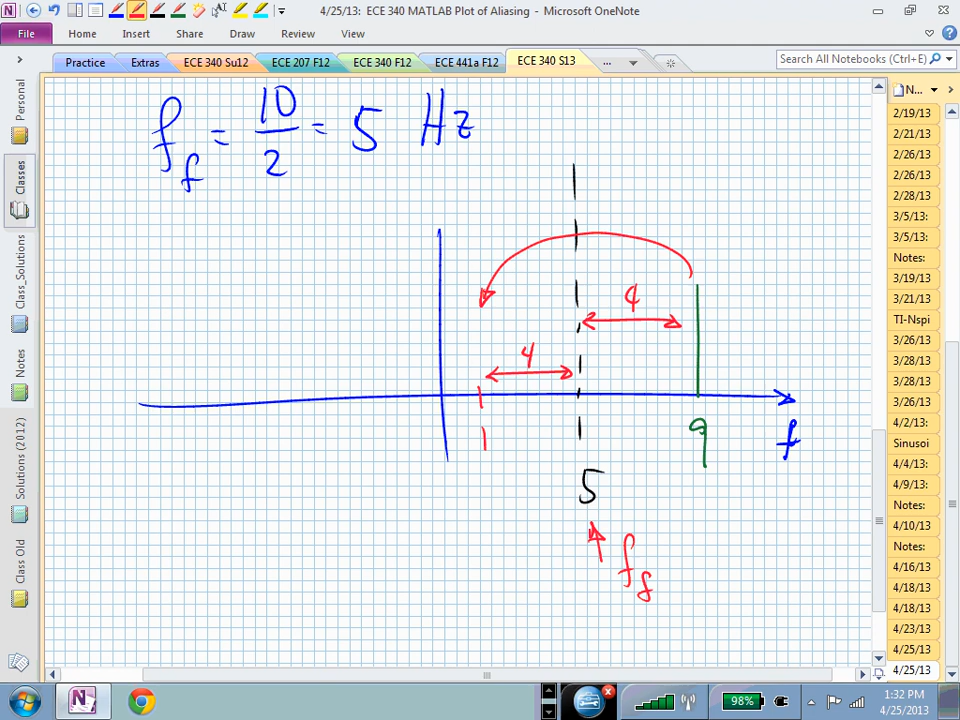 4/25/13: ECE 340 MATLAB Plot of Aliasing - Microsoft OneNote
File Home Insert Share Draw Review View
Practice Extras ECE 340 Su12 ECE 207 F12 ECE 340 F12 ECE 441a F12 ECE 340 S13 ... Search All Notebooks (Ctrl+E)
Personal
Classes
Class_Solutions
Notes
Solutions (2012)
Class Old
f_f = 10/2 = 5 Hz
4
4
1
9
f
5
f_f
N...
2/19/13
2/21/13
2/26/13
2/26/13
2/28/13
3/5/13:
3/5/13:
Notes:
3/19/13
3/21/13
TI-Nspi
3/26/13
3/28/13
3/28/13
3/26/13
4/2/13:
Sinusoi
4/4/13:
4/9/13:
Notes:
4/10/13
Notes:
4/16/13
4/18/13
4/18/13
4/23/13
4/25/13
4/25/13
98%
1:32 PM
4/25/2013